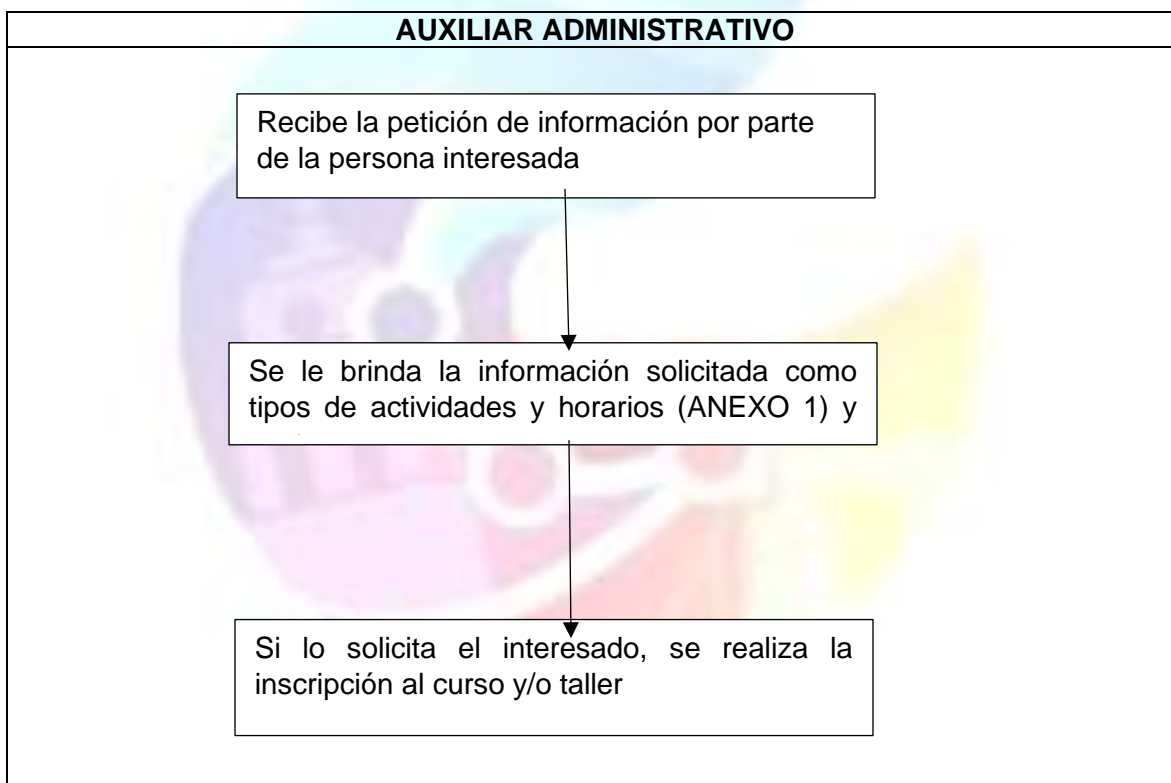 AUXILIAR ADMINISTRATIVO
Recibe la petición de información por parte
de la persona interesada
Se le brinda la información solicitada como
tipos de actividades y horarios (ANEXO 1) y
Si lo solicita el interesado, se realiza la
inscripción al curso y/o taller